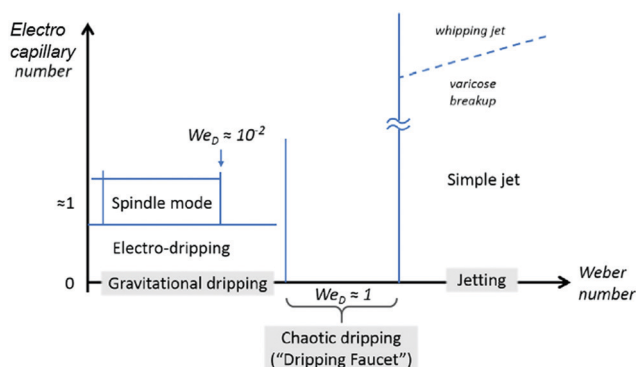 Electro
capillary
number
whipping jet
varicose
breakup
We_D ≈ 10^-2
Simple jet
≈1
Spindle mode
Electro-dripping
0
Gravitational dripping
We_D ≈ 1
Jetting
Weber
number
Chaotic dripping
("Dripping Faucet")